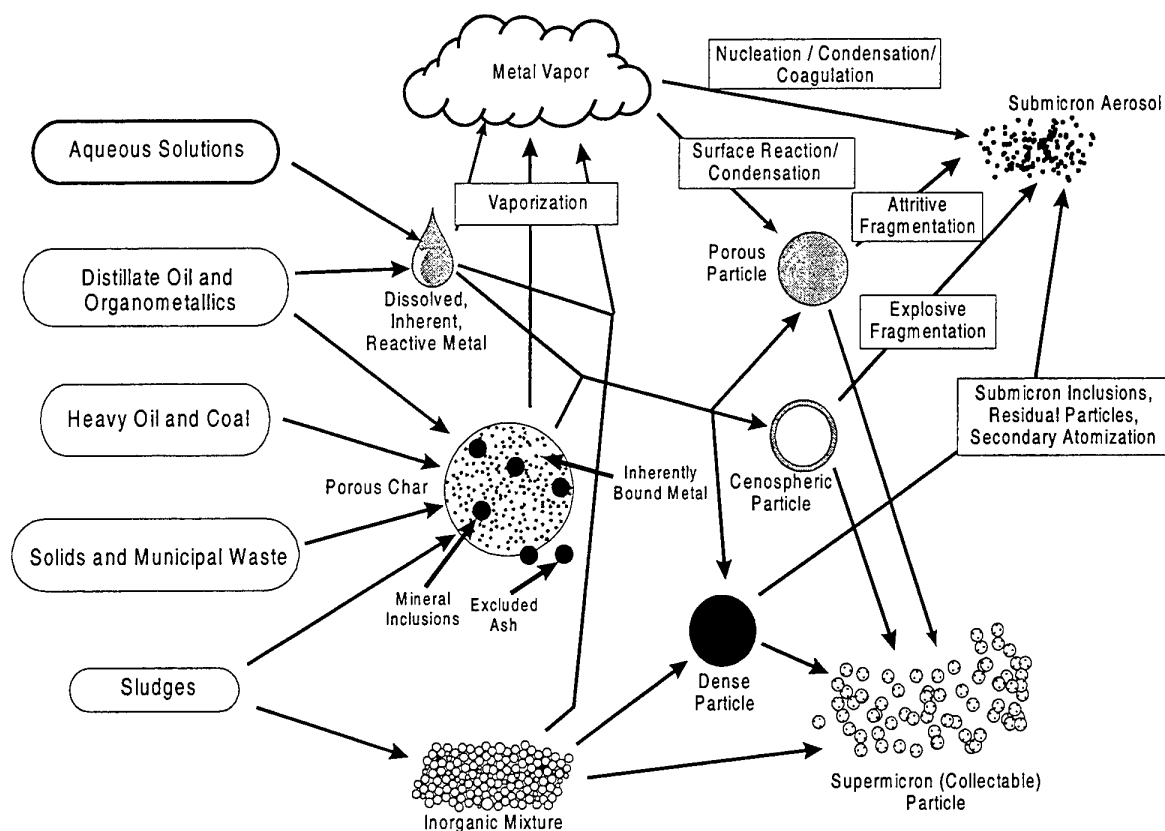 Metal Vapor
Nucleation / Condensation/
Coagulation
Submicron Aerosol
Aqueous Solutions
Surface Reaction/
Condensation
Vaporization
Attritive
Fragmentation
Porous
Particle
Distillate Oil and
Organometallics
Dissolved,
Inherent,
Reactive Metal
Explosive
Fragmentation
Submicron Inclusions,
Residual Particles,
Secondary Atomization
Heavy Oil and Coal
Porous Char
Inherently
Bound Metal
Cenospheric
Particle
Solids and Municipal Waste
Mineral
Inclusions
Excluded
Ash
Sludges
Dense
Particle
Supermicron (Collectable)
Particle
Inorganic Mixture